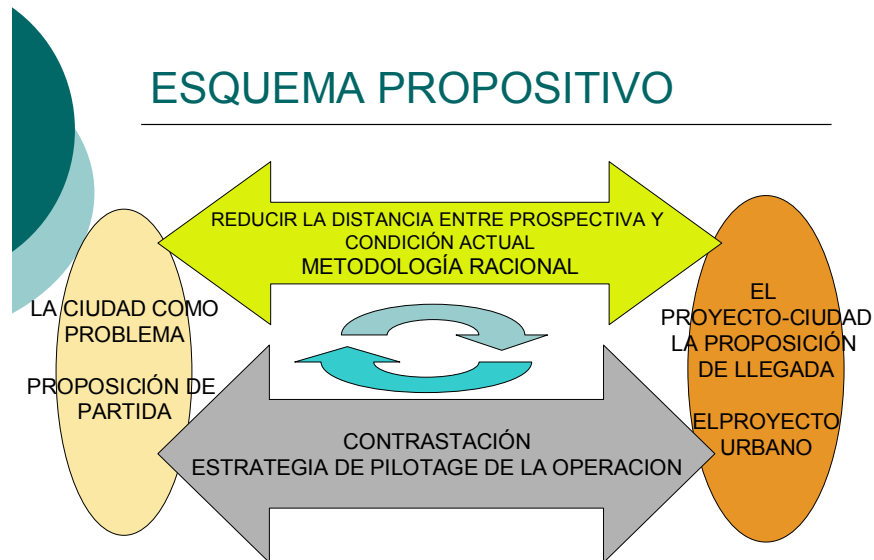 ESQUEMA PROPOSITIVO
REDUCIR LA DISTANCIA ENTRE PROSPECTIVA Y
CONDICIÓN ACTUAL
METODOLOGÍA RACIONAL
LA CIUDAD COMO
PROBLEMA
PROPOSICIÓN DE
PARTIDA
EL
PROYECTO-CIUDAD
LA PROPOSICIÓN
DE LLEGADA
ELPROYECTO
URBANO
CONTRASTACIÓN
ESTRATEGIA DE PILOTAGE DE LA OPERACION